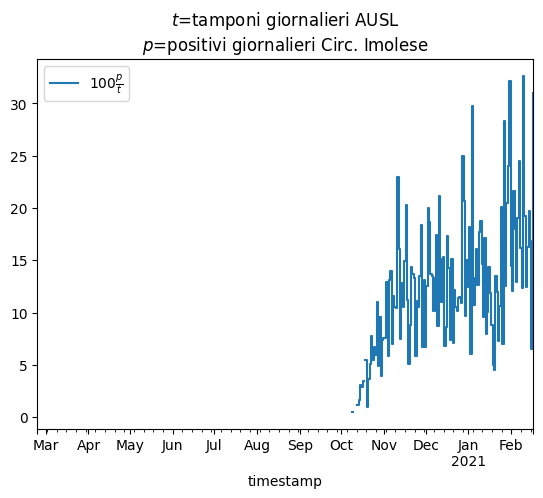 t=tamponi giornalieri AUSL
p=positivi giornalieri Circ. Imolese
100 p/t
30
25
20
15
10
5
0
Mar Apr May Jun Jul Aug Sep Oct Nov Dec Jan Feb
2021
timestamp